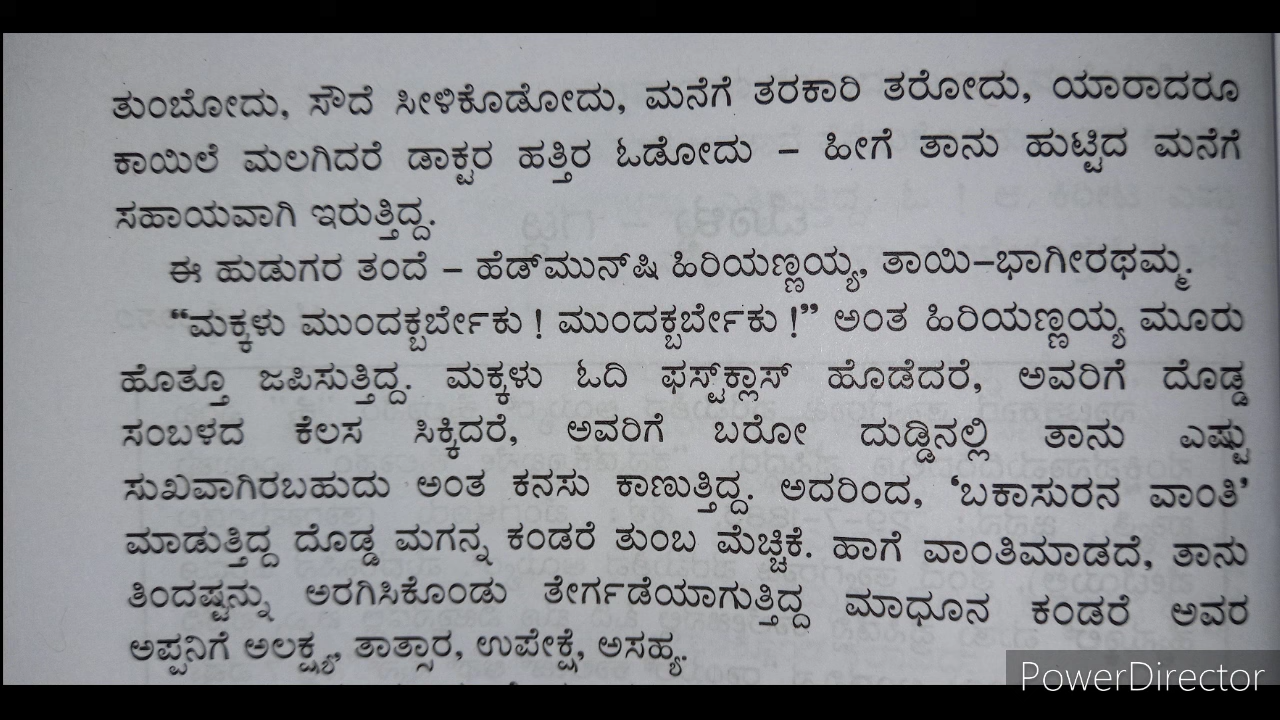 ತುಂಬೋದು, ಸೌದೆ ಸೀಳಿಕೊಡೋದು, ಮನೆಗೆ ತರಕಾರಿ ತರೋದು, ಯಾರಾದರೂ
ಕಾಯಿಲೆ ಮಲಗಿದರೆ ಡಾಕ್ಟರ ಹತ್ತಿರ ಓಡೋದು – ಹೀಗೆ ತಾನು ಹುಟ್ಟಿದ ಮನೆಗೆ
ಸಹಾಯವಾಗಿ ಇರುತ್ತಿದ್ದ.
ಈ ಹುಡುಗರ ತಂದೆ – ಹೆಡ್‌ಮುನ್‌ಷಿ ಹಿರಿಯಣ್ಣಯ್ಯ, ತಾಯಿ–ಭಾಗೀರಥಮ್ಮ.
“ಮಕ್ಕಳು ಮುಂದಕ್ಬರ್ಬೇಕು ! ಮುಂದಕ್ಬರ್ಬೇಕು !” ಅಂತ ಹಿರಿಯಣ್ಣಯ್ಯ ಮೂರು
ಹೊತ್ತೂ ಜಪಿಸುತ್ತಿದ್ದ. ಮಕ್ಕಳು ಓದಿ ಫಸ್ಟ್‌ಕ್ಲಾಸ್ ಹೊಡೆದರೆ, ಅವರಿಗೆ ದೊಡ್ಡ
ಸಂಬಳದ ಕೆಲಸ ಸಿಕ್ಕಿದರೆ, ಅವರಿಗೆ ಬರೋ ದುಡ್ಡಿನಲ್ಲಿ ತಾನು ಎಷ್ಟು
ಸುಖವಾಗಿರಬಹುದು ಅಂತ ಕನಸು ಕಾಣುತ್ತಿದ್ದ. ಅದರಿಂದ, ‘ಬಕಾಸುರನ ವಾಂತಿ’
ಮಾಡುತ್ತಿದ್ದ ದೊಡ್ಡ ಮಗನ್ನ ಕಂಡರೆ ತುಂಬ ಮೆಚ್ಚಿಕೆ. ಹಾಗೆ ವಾಂತಿಮಾಡದೆ, ತಾನು
ತಿಂದಷ್ಟನ್ನು ಅರಗಿಸಿಕೊಂಡು ತೇರ್ಗಡೆಯಾಗುತ್ತಿದ್ದ ಮಾಧೂನ ಕಂಡರೆ ಅವರ
ಅಪ್ಪನಿಗೆ ಅಲಕ್ಷ್ಯ, ತಾತ್ಸಾರ, ಉಪೇಕ್ಷೆ, ಅಸಹ್ಯ.
PowerDirector